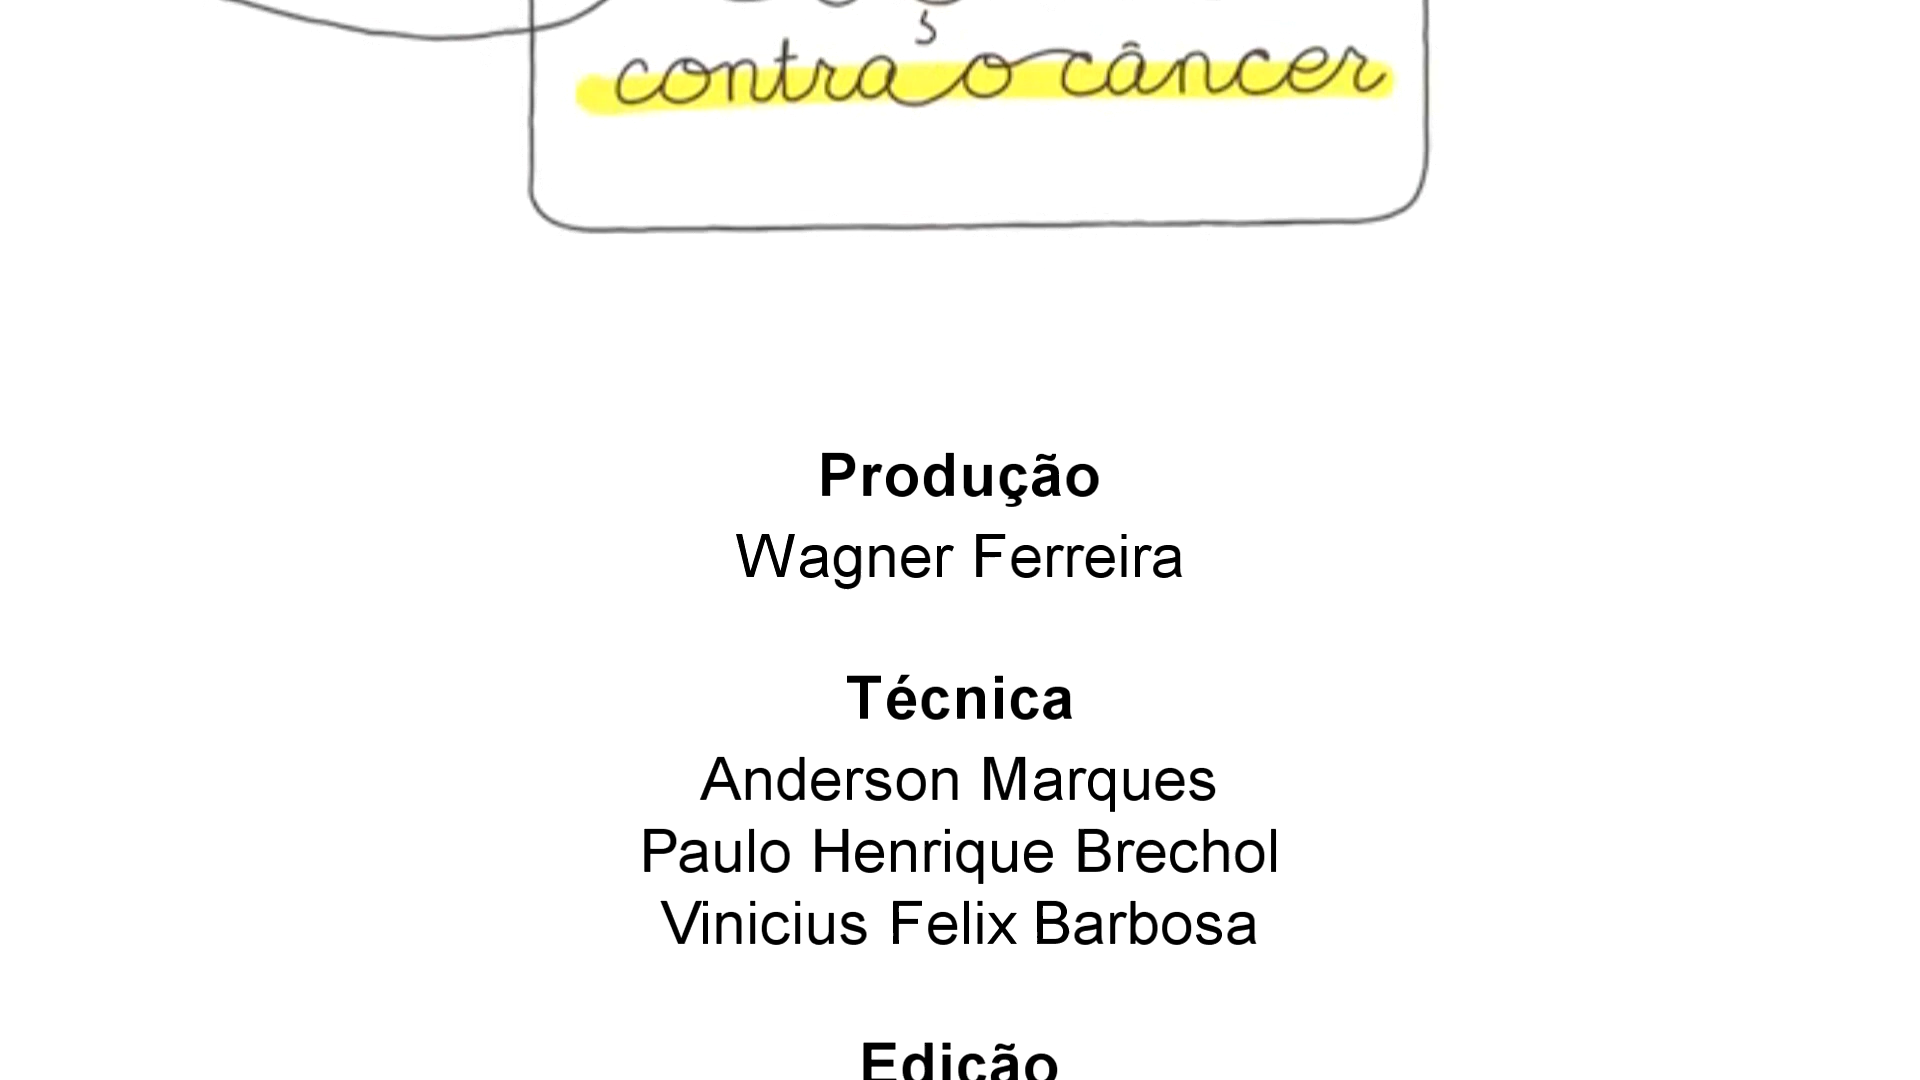 contra o câncer
Produção
Wagner Ferreira
Técnica
Anderson Marques
Paulo Henrique Brechol
Vinicius Felix Barbosa
Edição